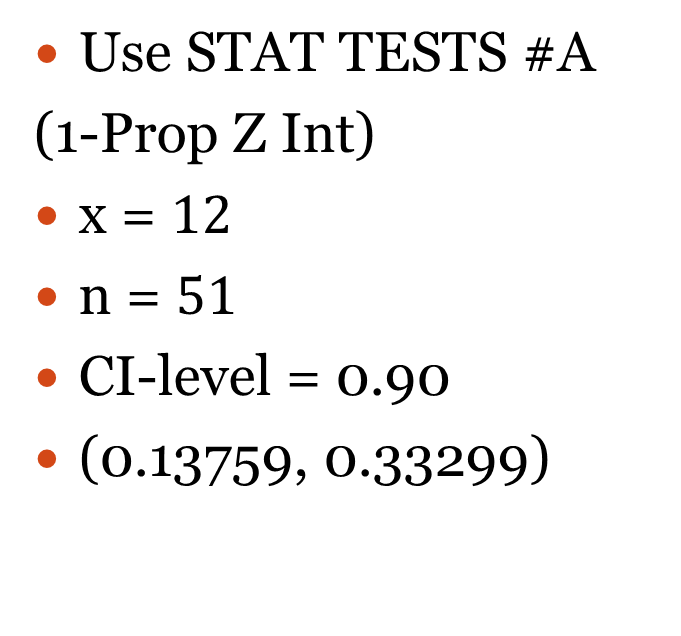 • Use STAT TESTS #A
(1-Prop Z Int)
• x = 12
• n = 51
• CI-level = 0.90
• (0.13759, 0.33299)